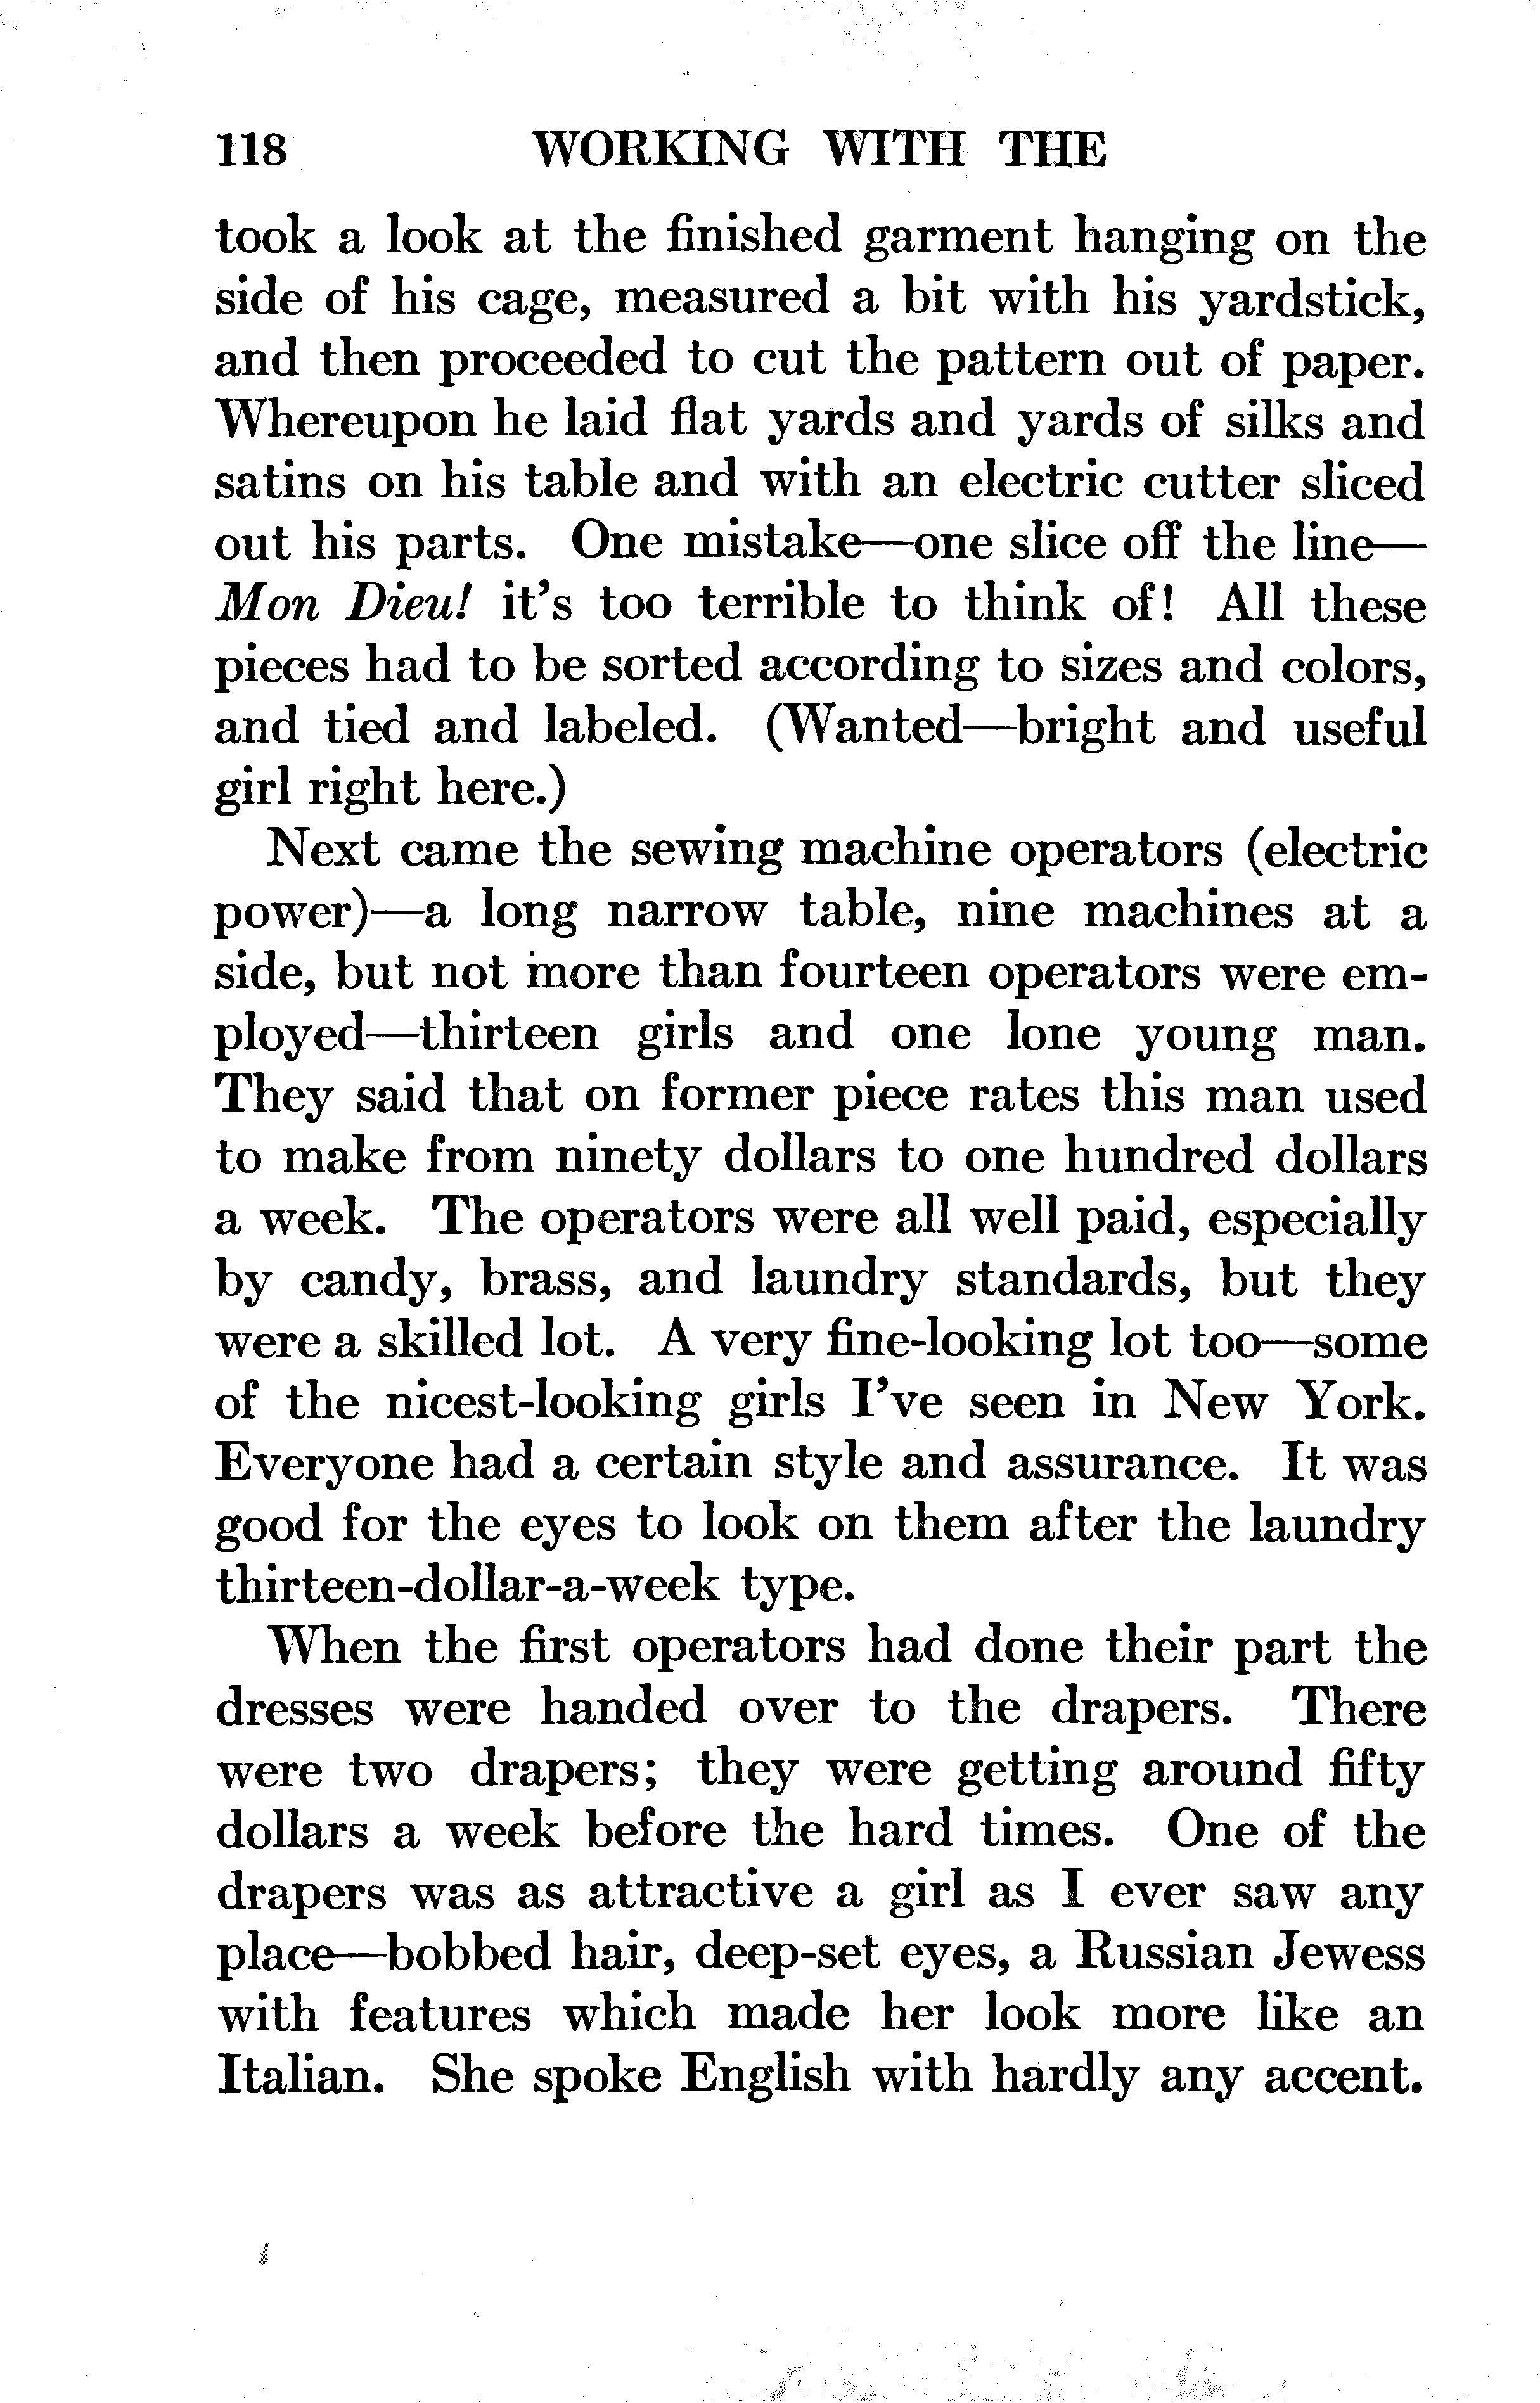 118 WORKING WITH THE
took a look at the finished garment hanging on the
side of his cage, measured a bit with his yardstick,
and then proceeded to cut the pattern out of paper.
Whereupon he laid flat yards and yards of silks and
satins on his table and with an electric cutter sliced
out his parts. One mistake—one slice off the line—
Mon Dieu! it's too terrible to think of! All these
pieces had to be sorted according to sizes and colors,
and tied and labeled. (Wanted—bright and useful
girl right here.)
Next came the sewing machine operators (electric
power)—a long narrow table, nine machines at a
side, but not more than fourteen operators were em-
ployed—thirteen girls and one lone young man.
They said that on former piece rates this man used
to make from ninety dollars to one hundred dollars
a week. The operators were all well paid, especially
by candy, brass, and laundry standards, but they
were a skilled lot. A very fine-looking lot too—some
of the nicest-looking girls I've seen in New York.
Everyone had a certain style and assurance. It was
good for the eyes to look on them after the laundry
thirteen-dollar-a-week type.
When the first operators had done their part the
dresses were handed over to the drapers. There
were two drapers; they were getting around fifty
dollars a week before the hard times. One of the
drapers was as attractive a girl as I ever saw any
place—bobbed hair, deep-set eyes, a Russian Jewess
with features which made her look more like an
Italian. She spoke English with hardly any accent.